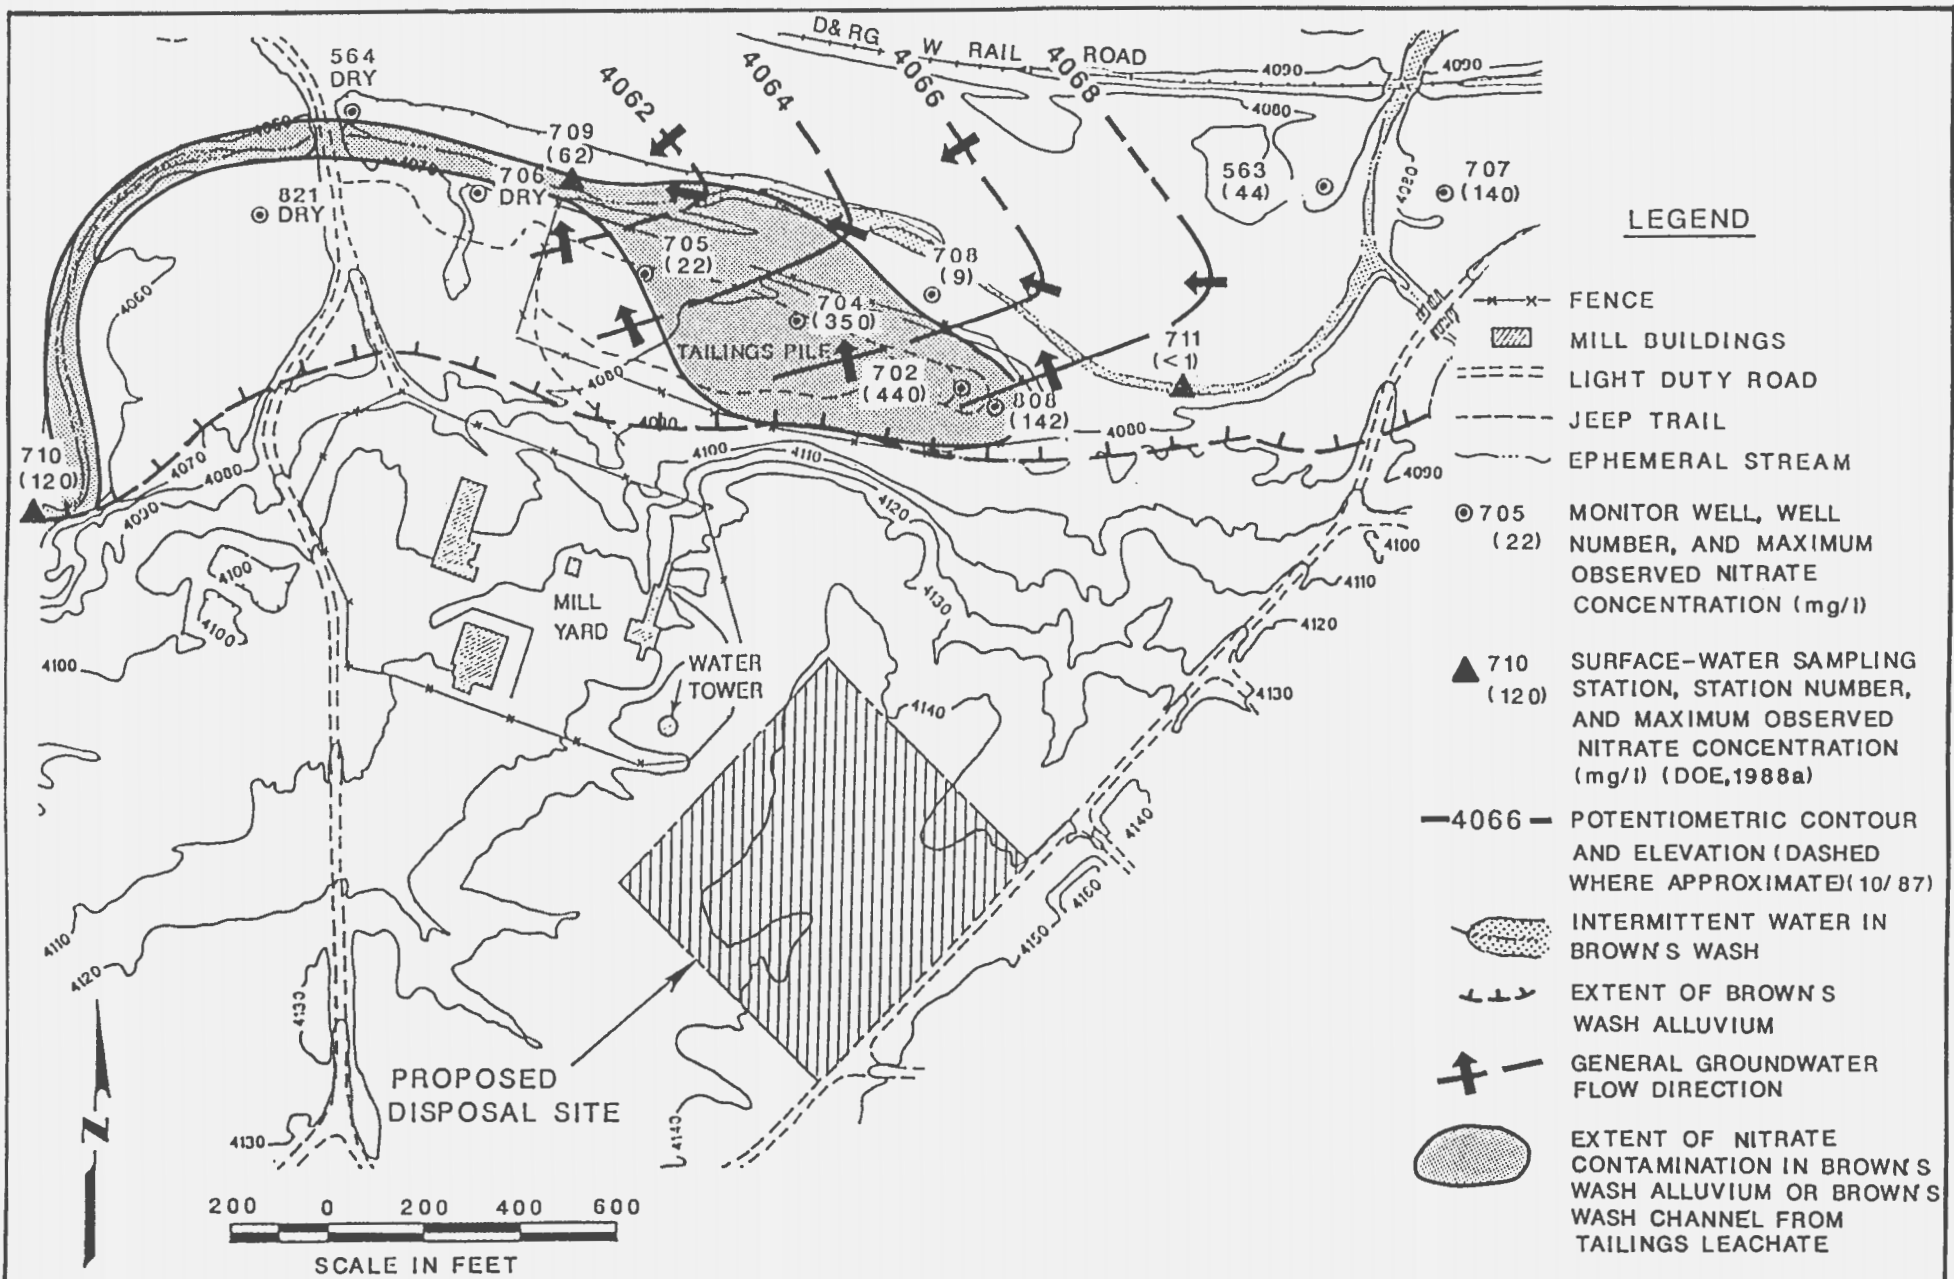 D&RG W RAIL ROAD
4090
4090
4080
564
DRY
4062
4064
4066
4068
4050
709
(62)
4070
706
DRY
821
DRY
563
(44)
707
(140)
4080
705
(22)
708
(9)
704
(350)
TAILINGS PILE
711
(<1)
702
(440)
808
(142)
4060
4080
4080
4080
710
(120)
4070
4080
4090
4100
4110
4120
4090
4100
4110
4120
4130
4100
4100
4100
MILL
YARD
4130
WATER
TOWER
4140
4140
4160
4150
4110
4120
4130
4130
4140
PROPOSED
DISPOSAL SITE
N
200 0 200 400 600
SCALE IN FEET
LEGEND
FENCE
MILL BUILDINGS
LIGHT DUTY ROAD
JEEP TRAIL
EPHEMERAL STREAM
705
(22)
MONITOR WELL, WELL
NUMBER, AND MAXIMUM
OBSERVED NITRATE
CONCENTRATION (mg/l)
710
(120)
SURFACE-WATER SAMPLING
STATION, STATION NUMBER,
AND MAXIMUM OBSERVED
NITRATE CONCENTRATION
(mg/l) (DOE,1988a)
4066
POTENTIOMETRIC CONTOUR
AND ELEVATION (DASHED
WHERE APPROXIMATE)(10/87)
INTERMITTENT WATER IN
BROWN'S WASH
EXTENT OF BROWN'S
WASH ALLUVIUM
GENERAL GROUNDWATER
FLOW DIRECTION
EXTENT OF NITRATE
CONTAMINATION IN BROWN'S
WASH ALLUVIUM OR BROWN'S
WASH CHANNEL FROM
TAILINGS LEACHATE